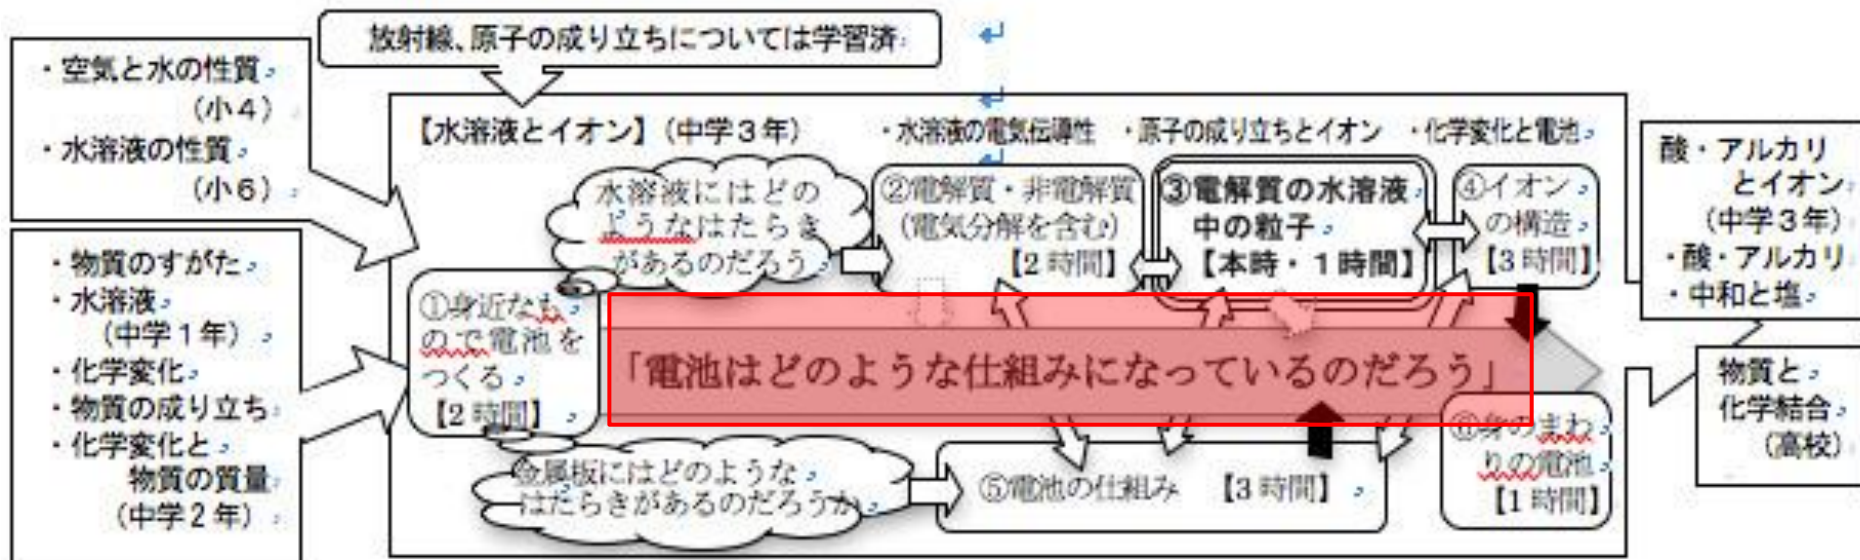 放射線、原子の成り立ちについては学習済
・空気と水の性質
(小4)
・水溶液の性質
(小6)
・物質のすがた
・水溶液
(中学1年)
・化学変化
・物質の成り立ち
・化学変化と
物質の質量
(中学2年)
【水溶液とイオン】(中学3年) ・水溶液の電気伝導性 ・原子の成り立ちとイオン ・化学変化と電池
①身近なも
ので電池を
つくる
【2時間】
水溶液にはどの
ようなはたらき
があるのだろう
②電解質・非電解質
(電気分解を含む)
【2時間】
③電解質の水溶液
中の粒子
【本時・1時間】
④イオン
の構造
【3時間】
「電池はどのような仕組みになっているのだろう」
金属板にはどのような
はたらきがあるのだろうか
⑤電池の仕組み 【3時間】
⑥身のまわ
りの電池
【1時間】
酸・アルカリ
とイオン
(中学3年)
・酸・アルカリ
・中和と塩
物質と
化学結合
(高校)